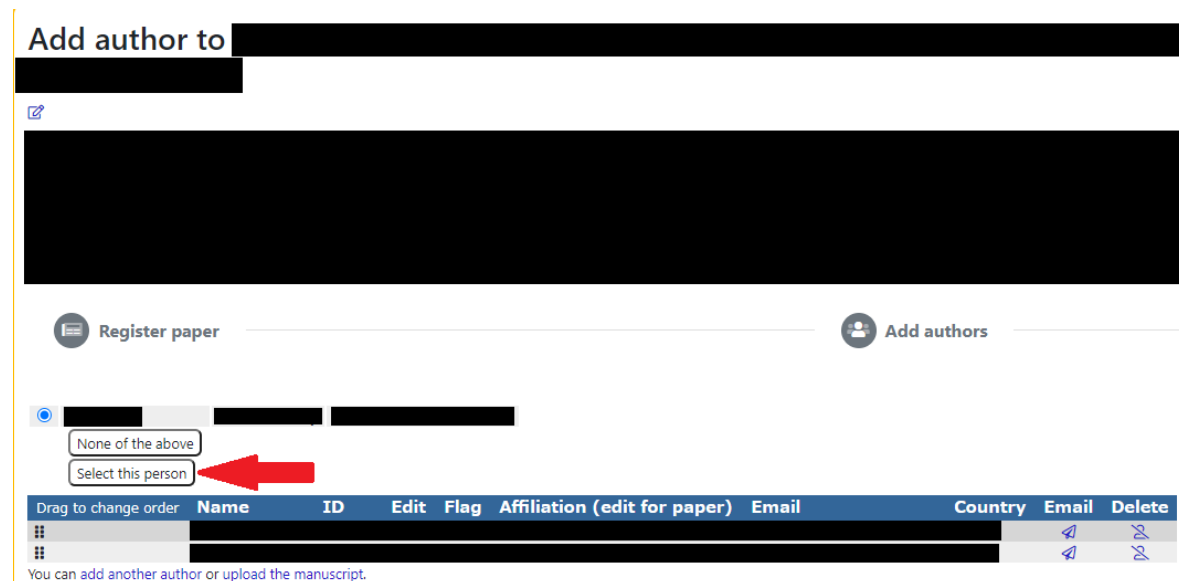 Add author to
Register paper
Add authors
None of the above
Select this person
Drag to change order Name ID Edit Flag Affiliation (edit for paper) Email Country Email Delete
You can add another author or upload the manuscript.